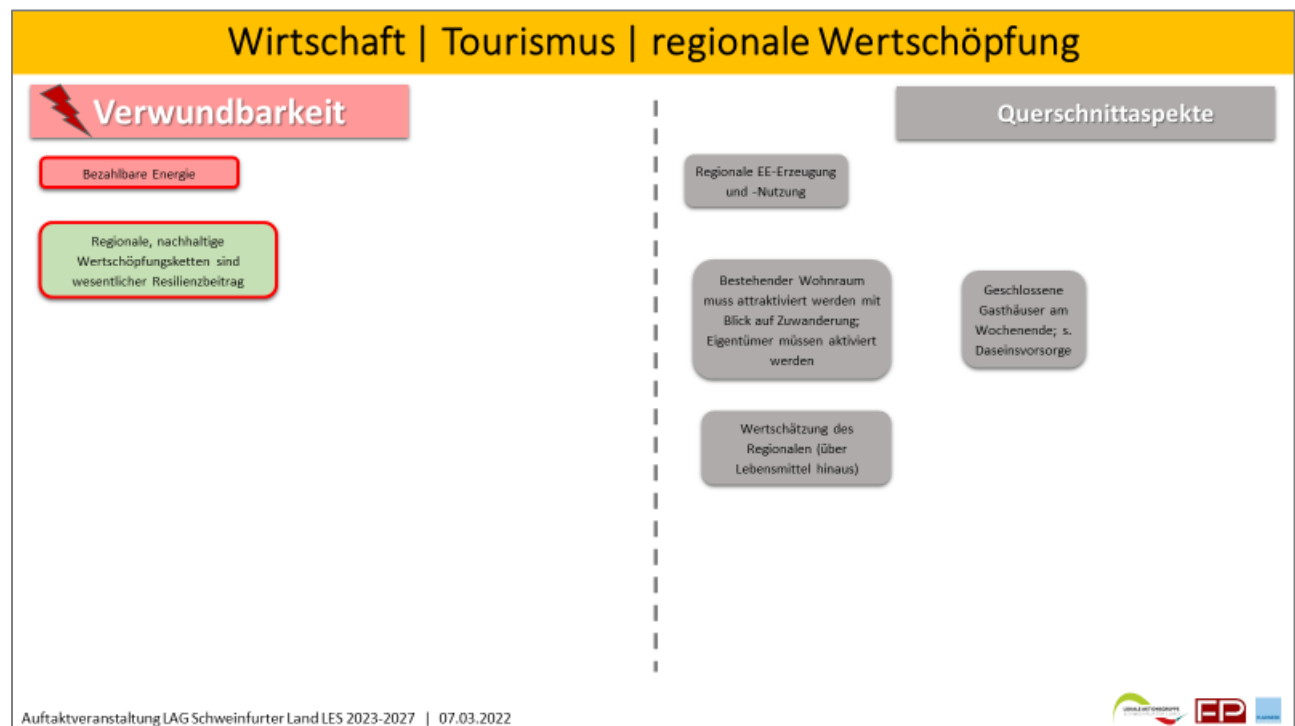 Wirtschaft | Tourismus | regionale Wertschöpfung
Verwundbarkeit
Bezahlbare Energie
Regionale, nachhaltige
Wertschöpfungsketten sind
wesentlicher Resilienzbeitrag
Querschnittaspekte
Regionale EE-Erzeugung
und -Nutzung
Bestehender Wohnraum
muss attraktiviert werden mit
Blick auf Zuwanderung;
Eigentümer müssen aktiviert
werden
Geschlossene
Gasthäuser am
Wochenende; s.
Daseinsvorsorge
Wertschätzung des
Regionalen (über
Lebensmittel hinaus)
Auftaktveranstaltung LAG Schweinfurter Land LES 2023-2027 | 07.03.2022
LOKALE AKTIONSGRUPPE